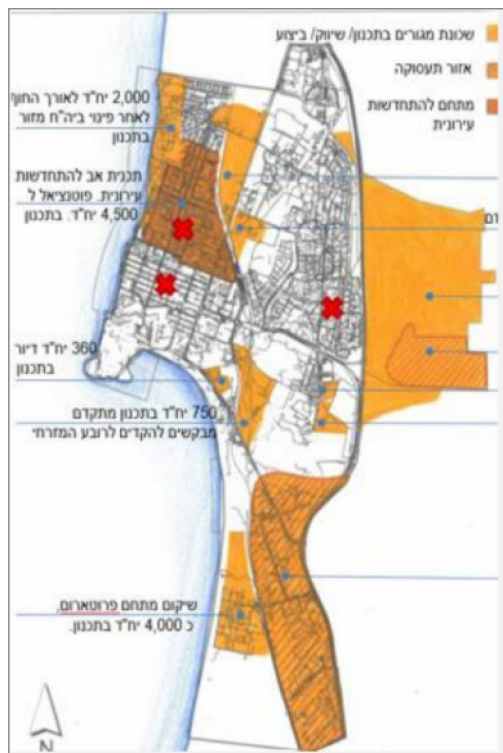 שכונת מגורים בתכנון/ שיווק/ ביצוע
אזור תעסוקה
מתחם להתחדשות
עירונית
2,000 יח"ד לאורך החוף
לאחר פינוי ביה"ח מזור
בתכנון
תכנית אב להתחדשות
עירונית. פוטנציאל ל
4,500 יח"ד. בתכנון
360 יח"ד דיור
בתכנון
750 יח"ד בתכנון מתקדם
מבקשים להקדים לרובע המזרחי
שיקום מתחם פרוטארום,
כ 4,000 יח"ד בתכנון.
N